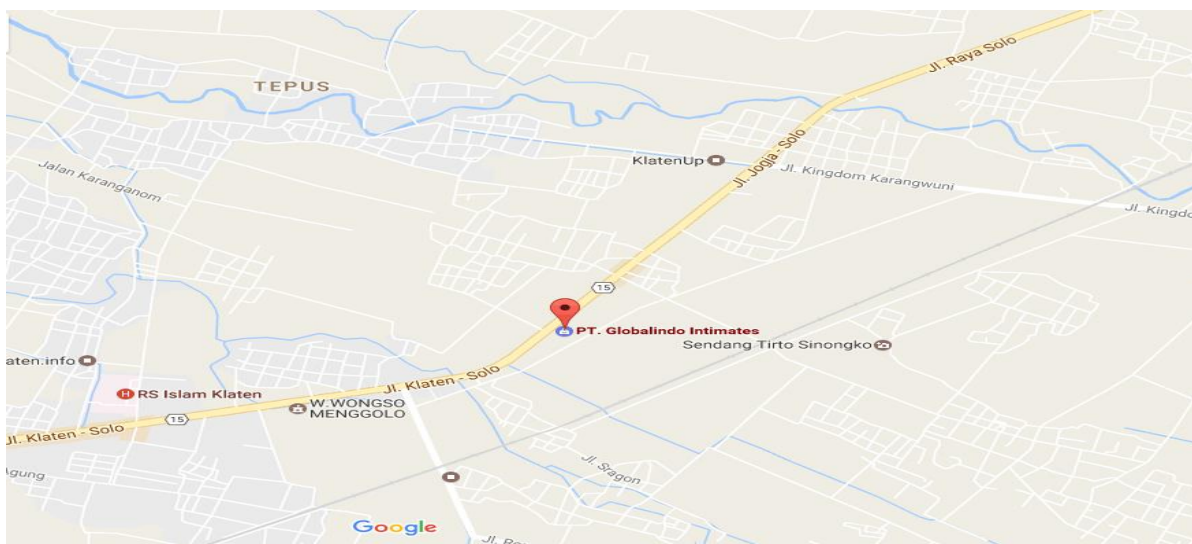 Jl. Raya Solo
TEPUS
Jl. Jogja - Solo
KlatenUp
Jl. Kingdom Karangwuni
Jalan Karanganom
Jl. Kingdo
15
PT. Globalindo Intimates
Sendang Tirto Sinongko
aten.info
Jl. Klaten - Solo
RS Islam Klaten
W.WONGSO
MENGGOLO
15
Jl. Klaten - Solo
Jl. Sragon
Agung
Google